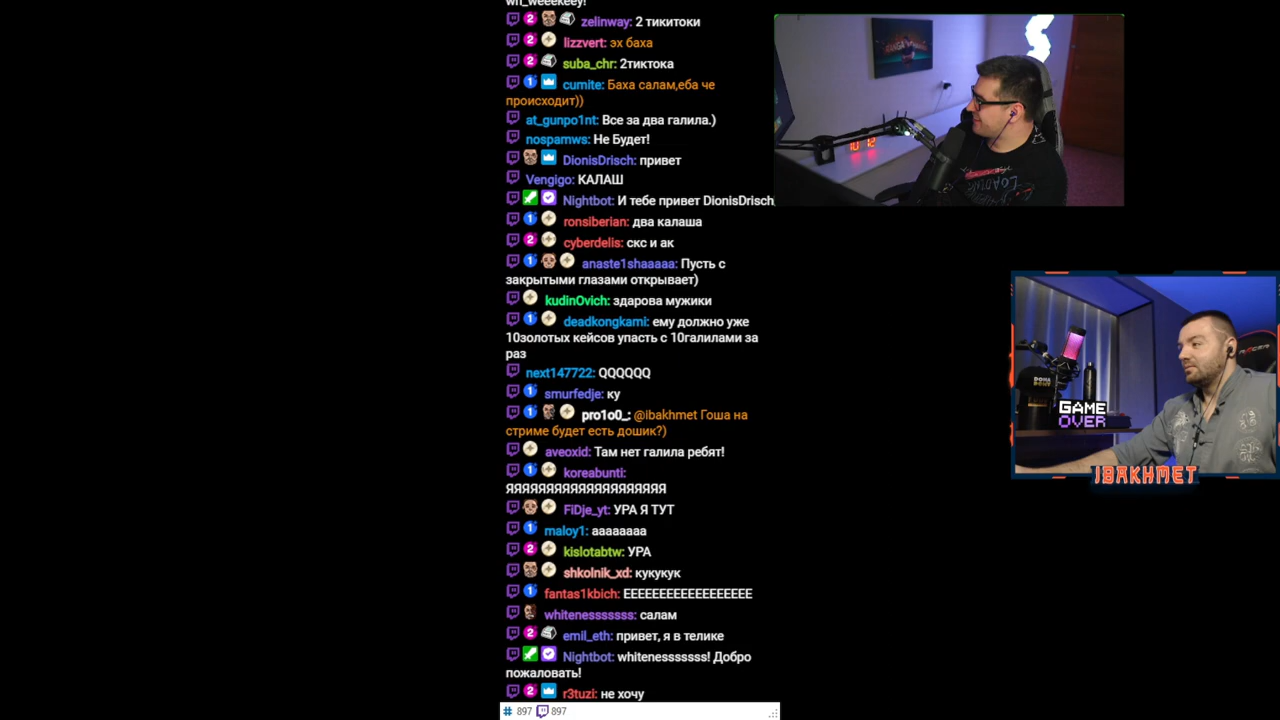 wh_weeekeey!
zelinway: 2 тикитоки
lizzvert: эх баха
suba_chr: 2тиктока
cumite: Баха салам,еба че
происходит))
at_gunpo1nt: Все за два галила.)
nospamws: Не Будет!
DionisDrisch: привет
Vengigo: КАЛАШ
Nightbot: И тебе привет DionisDrisch
ronsiberian: два калаша
cyberdelis: скс и ак
anaste1shaaaaa: Пусть с
закрытыми глазами открывает)
kudinOvich: здарова мужики
deadkongkami: ему должно уже
10золотых кейсов упасть с 10галилами за
раз
next147722: QQQQQQ
smurfedje: ку
pro1o0_: @ibakhmet Гоша на
стриме будет есть дошик?)
aveoxid: Там нет галила ребят!
koreabunti:
ЯЯЯЯЯЯЯЯЯЯЯЯЯЯЯЯЯЯЯЯ
FiDje_yt: УРА Я ТУТ
maloy1: аааааааа
kislotabtw: УРА
shkolnik_xd: кукукук
fantas1kbich: ЕЕЕЕЕЕЕЕЕЕЕЕЕЕЕЕЕЕ
whitenesssssss: салам
emil_eth: привет, я в телике
Nightbot: whitenesssssss! Добро
пожаловать!
r3tuzi: не хочу
# 897 897
10 12
GAME
OVER
IBAKHMET